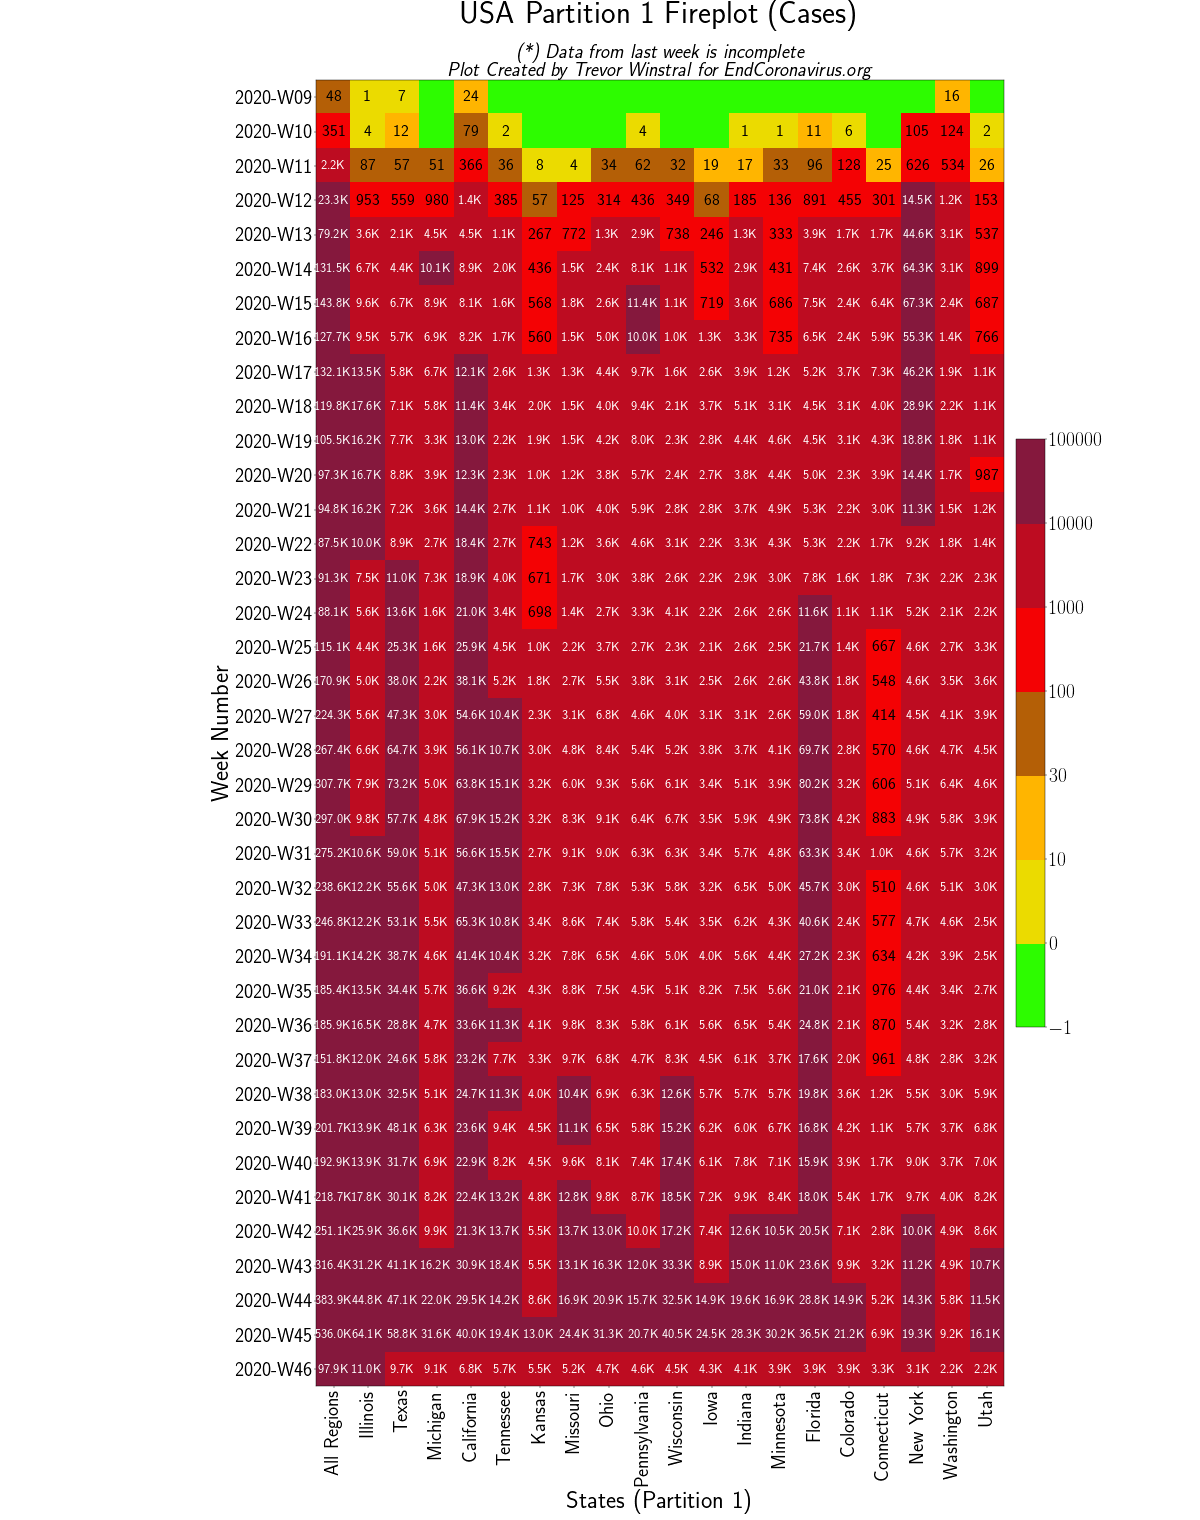 USA Partition 1 Fireplot (Cases)
(*) Data from last week is incomplete
Plot Created by Trevor Winstral for EndCoronavirus.org
2020-W09 48 1 7 24 16
2020-W10 351 4 12 79 2 4 1 1 11 6 105 124 2
2020-W11 2.2K 87 57 51 366 36 8 4 34 62 32 19 17 33 96 128 25 626 534 26
2020-W12 23.3K 953 559 980 1.4K 385 57 125 314 436 349 68 185 136 891 455 301 14.5K 1.2K 153
2020-W13 79.2K 3.6K 2.1K 4.5K 4.5K 1.1K 267 772 1.3K 2.9K 738 246 1.3K 333 3.9K 1.7K 1.7K 44.6K 3.1K 537
2020-W14 131.5K 6.7K 4.4K 10.1K 8.9K 2.0K 436 1.5K 2.4K 8.1K 1.1K 532 2.9K 431 7.4K 2.6K 3.7K 64.3K 3.1K 899
2020-W15 143.8K 9.6K 6.7K 8.9K 8.1K 1.6K 568 1.8K 2.6K 11.4K 1.1K 719 3.6K 686 7.5K 2.4K 6.4K 67.3K 2.4K 687
2020-W16 127.7K 9.5K 5.7K 6.9K 8.2K 1.7K 560 1.5K 5.0K 10.0K 1.0K 1.3K 3.3K 735 6.5K 2.4K 5.9K 55.3K 1.4K 766
2020-W17 132.1K 13.5K 5.8K 6.7K 12.1K 2.6K 1.3K 1.3K 4.4K 9.7K 1.6K 2.6K 3.9K 1.2K 5.2K 3.7K 7.3K 46.2K 1.9K 1.1K
2020-W18 119.8K 17.6K 7.1K 5.8K 11.4K 3.4K 2.0K 1.5K 4.0K 9.4K 2.1K 3.7K 5.1K 3.1K 4.5K 3.1K 4.0K 28.9K 2.2K 1.1K
2020-W19 105.5K 16.2K 7.7K 3.3K 13.0K 2.2K 1.9K 1.5K 4.2K 8.0K 2.3K 2.8K 4.4K 4.6K 4.5K 3.1K 4.3K 18.8K 1.8K 1.1K
2020-W20 97.3K 16.7K 8.8K 3.9K 12.3K 2.3K 1.0K 1.2K 3.8K 5.7K 2.4K 2.7K 3.8K 4.4K 5.0K 2.3K 3.9K 14.4K 1.7K 987
2020-W21 94.8K 16.2K 7.2K 3.6K 14.4K 2.7K 1.1K 1.0K 4.0K 5.9K 2.8K 2.8K 3.7K 4.9K 5.3K 2.2K 3.0K 11.3K 1.5K 1.2K
2020-W22 87.5K 10.0K 8.9K 2.7K 18.4K 2.7K 743 1.2K 3.6K 4.6K 3.1K 2.2K 3.3K 4.3K 5.3K 2.2K 1.7K 9.2K 1.8K 1.4K
2020-W23 91.3K 7.5K 11.0K 7.3K 18.9K 4.0K 671 1.7K 3.0K 3.8K 2.6K 2.2K 2.9K 3.0K 7.8K 1.6K 1.8K 7.3K 2.2K 2.3K
2020-W24 88.1K 5.6K 13.6K 1.6K 21.0K 3.4K 698 1.4K 2.7K 3.3K 4.1K 2.2K 2.6K 2.6K 11.6K 1.1K 1.1K 5.2K 2.1K 2.2K
2020-W25 115.1K 4.4K 25.3K 1.6K 25.9K 4.5K 1.0K 2.2K 3.7K 2.7K 2.3K 2.1K 2.6K 2.5K 21.7K 1.4K 667 4.6K 2.7K 3.3K
2020-W26 170.9K 5.0K 38.0K 2.2K 38.1K 5.2K 1.8K 2.7K 5.5K 3.8K 3.1K 2.5K 2.6K 2.6K 43.8K 1.8K 548 4.6K 3.5K 3.6K
2020-W27 224.3K 5.6K 47.3K 3.0K 54.6K 10.4K 2.3K 3.1K 6.8K 4.6K 4.0K 3.1K 3.1K 2.6K 59.0K 1.8K 414 4.5K 4.1K 3.9K
2020-W28 267.4K 6.6K 64.7K 3.9K 56.1K 10.7K 3.0K 4.8K 8.4K 5.4K 5.2K 3.8K 3.7K 4.1K 69.7K 2.8K 570 4.6K 4.7K 4.5K
2020-W29 307.7K 7.9K 73.2K 5.0K 63.8K 15.1K 3.2K 6.0K 9.3K 5.6K 6.1K 3.4K 5.1K 3.9K 80.2K 3.2K 606 5.1K 6.4K 4.6K
2020-W30 297.0K 9.8K 57.7K 4.8K 67.9K 15.2K 3.2K 8.3K 9.1K 6.4K 6.7K 3.5K 5.9K 4.9K 73.8K 4.2K 883 4.9K 5.8K 3.9K
2020-W31 275.2K 10.6K 59.0K 5.1K 56.6K 15.5K 2.7K 9.1K 9.0K 6.3K 6.3K 3.4K 5.7K 4.8K 63.3K 3.4K 1.0K 4.6K 5.7K 3.2K
2020-W32 238.6K 12.2K 55.6K 5.0K 47.3K 13.0K 2.8K 7.3K 7.8K 5.3K 5.8K 3.2K 6.5K 5.0K 45.7K 3.0K 510 4.6K 5.1K 3.0K
2020-W33 246.8K 12.2K 53.1K 5.5K 65.3K 10.8K 3.4K 8.6K 7.4K 5.8K 5.4K 3.5K 6.2K 4.3K 40.6K 2.4K 577 4.7K 4.6K 2.5K
2020-W34 191.1K 14.2K 38.7K 4.6K 41.4K 10.4K 3.2K 7.8K 6.5K 4.6K 5.0K 4.0K 5.6K 4.4K 27.2K 2.3K 634 4.2K 3.9K 2.5K
2020-W35 185.4K 13.5K 34.4K 5.7K 36.6K 9.2K 4.3K 8.8K 7.5K 4.5K 5.1K 8.2K 7.5K 5.6K 21.0K 2.1K 976 4.4K 3.4K 2.7K
2020-W36 185.9K 16.5K 28.8K 4.7K 33.6K 11.3K 4.1K 9.8K 8.3K 5.8K 6.1K 5.6K 6.5K 5.4K 24.8K 2.1K 870 5.4K 3.2K 2.8K
2020-W37 151.8K 12.0K 24.6K 5.8K 23.2K 7.7K 3.3K 9.7K 6.8K 4.7K 8.3K 4.5K 6.1K 3.7K 17.6K 2.0K 961 4.8K 2.8K 3.2K
2020-W38 183.0K 13.0K 32.5K 5.1K 24.7K 11.3K 4.0K 10.4K 6.9K 6.3K 12.6K 5.7K 5.7K 5.7K 19.8K 3.6K 1.2K 5.5K 3.0K 5.9K
2020-W39 201.7K 13.9K 48.1K 6.3K 23.6K 9.4K 4.5K 11.1K 6.5K 5.8K 15.2K 6.2K 6.0K 6.7K 16.8K 4.2K 1.1K 5.7K 3.7K 6.8K
2020-W40 192.9K 13.9K 31.7K 6.9K 22.9K 8.2K 4.5K 9.6K 8.1K 7.4K 17.4K 6.1K 7.8K 7.1K 15.9K 3.9K 1.7K 9.0K 3.7K 7.0K
2020-W41 218.7K 17.8K 30.1K 8.2K 22.4K 13.2K 4.8K 12.8K 9.8K 8.7K 18.5K 7.2K 9.9K 8.4K 18.0K 5.4K 1.7K 9.7K 4.0K 8.2K
2020-W42 251.1K 25.9K 36.6K 9.9K 21.3K 13.7K 5.5K 13.7K 13.0K 10.0K 17.2K 7.4K 12.6K 10.5K 20.5K 7.1K 2.8K 10.0K 4.9K 8.6K
2020-W43 316.4K 31.2K 41.1K 16.2K 30.9K 18.4K 5.5K 13.1K 16.3K 12.0K 33.3K 8.9K 15.0K 11.0K 23.6K 9.9K 3.2K 11.2K 4.9K 10.7K
2020-W44 383.9K 44.8K 47.1K 22.0K 29.5K 14.2K 8.6K 16.9K 20.9K 15.7K 32.5K 14.9K 19.6K 16.9K 28.8K 14.9K 5.2K 14.3K 5.8K 11.5K
2020-W45 536.0K 64.1K 58.8K 31.6K 40.0K 19.4K 13.0K 24.4K 31.3K 20.7K 40.5K 24.5K 28.3K 30.2K 36.5K 21.2K 6.9K 19.3K 9.2K 16.1K
2020-W46 97.9K 11.0K 9.7K 9.1K 6.8K 5.7K 5.5K 5.2K 4.7K 4.6K 4.5K 4.3K 4.1K 3.9K 3.9K 3.9K 3.3K 3.1K 2.2K 2.2K
Week Number
All Regions Illinois Texas Michigan California Tennessee Kansas Missouri Ohio Pennsylvania Wisconsin Iowa Indiana Minnesota Florida Colorado Connecticut New York Washington Utah
States (Partition 1)
100000
10000
1000
100
30
10
0
−1